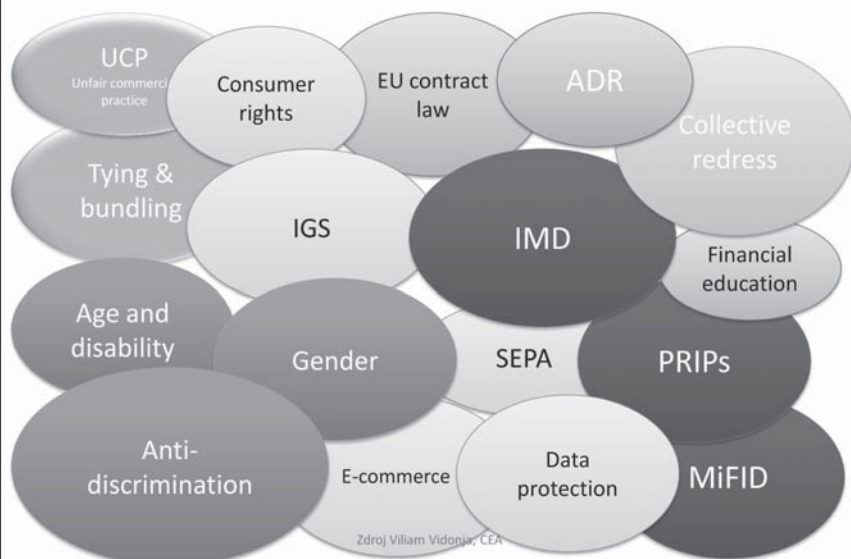 UCP
Unfair commerci
practice
Consumer
rights
EU contract
law
ADR
Collective
redress
Tying &
bundling
IGS
IMD
Financial
education
Age and
disability
Gender
SEPA
PRIPs
Anti-
discrimination
E-commerce
Data
protection
MiFID
Zdroj Viliam Vidonja, CEA